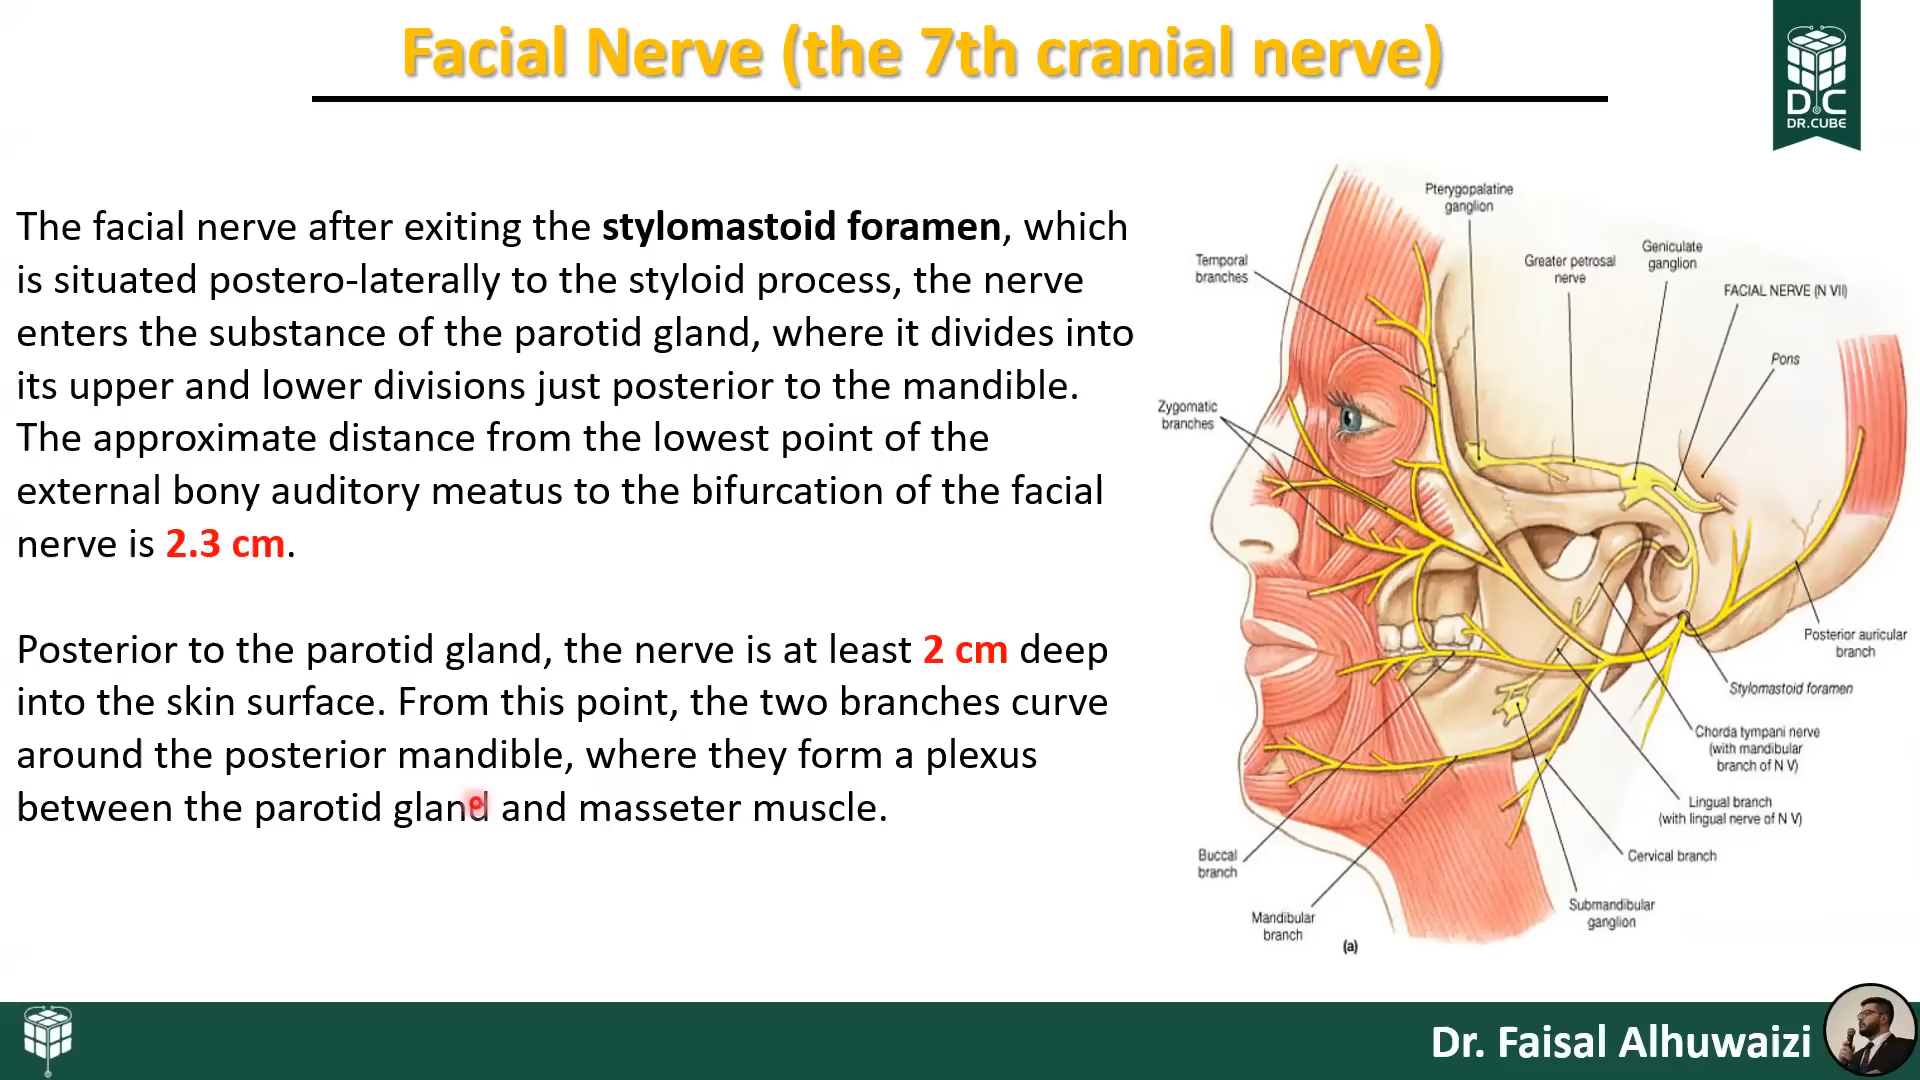 Facial Nerve (the 7th cranial nerve)
D C
DR.CUBE
The facial nerve after exiting the stylomastoid foramen, which
is situated postero-laterally to the styloid process, the nerve
enters the substance of the parotid gland, where it divides into
its upper and lower divisions just posterior to the mandible.
The approximate distance from the lowest point of the
external bony auditory meatus to the bifurcation of the facial
nerve is 2.3 cm.
Posterior to the parotid gland, the nerve is at least 2 cm deep
into the skin surface. From this point, the two branches curve
around the posterior mandible, where they form a plexus
between the parotid gland and masseter muscle.
Pterygopalatine
ganglion
Temporal
branches
Greater petrosal
nerve
Geniculate
ganglion
FACIAL NERVE (N VII)
Pons
Zygomatic
branches
Posterior auricular
branch
Stylomastoid foramen
Chorda tympani nerve
(with mandibular
branch of N V)
Lingual branch
(with lingual nerve of N V)
Cervical branch
Submandibular
ganglion
Buccal
branch
Mandibular
branch
(a)
Dr. Faisal Alhuwaizi